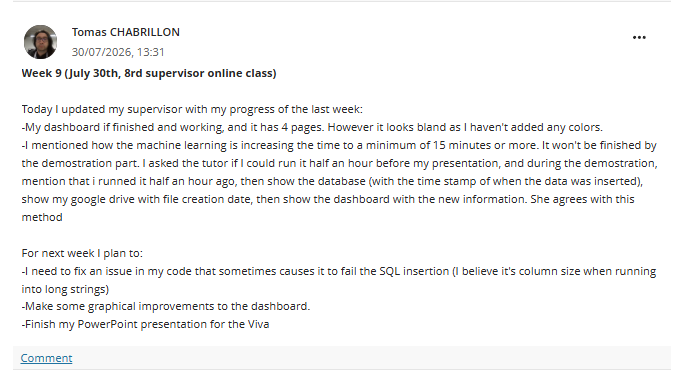 Tomas CHABRILLON
30/07/2026, 13:31
Week 9 (July 30th, 8rd supervisor online class)
Today I updated my supervisor with my progress of the last week:
-My dashboard if finished and working, and it has 4 pages. However it looks bland as I haven't added any colors.
-I mentioned how the machine learning is increasing the time to a minimum of 15 minutes or more. It won't be finished by
the demostration part. I asked the tutor if I could run it half an hour before my presentation, and during the demostration,
mention that i runned it half an hour ago, then show the database (with the time stamp of when the data was inserted),
show my google drive with file creation date, then show the dashboard with the new information. She agrees with this
method
For next week I plan to:
-I need to fix an issue in my code that sometimes causes it to fail the SQL insertion (I believe it's column size when running
into long strings)
-Make some graphical improvements to the dashboard.
-Finish my PowerPoint presentation for the Viva
Comment